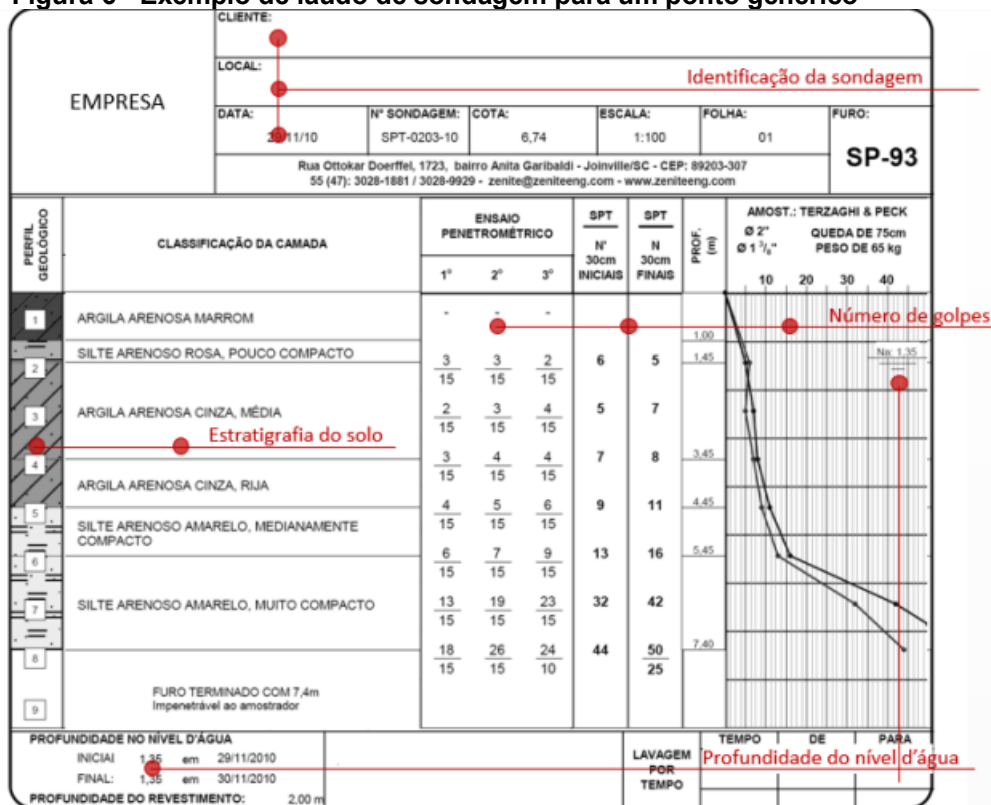 Figura 6 - Exemplo de laudo de sondagem para um ponto genérico
EMPRESA
CLIENTE:
LOCAL:
Identificação da sondagem
DATA: Nº SONDAGEM: COTA: ESCALA: FOLHA: FURO:
29/11/10 SPT-0203-10 6,74 1:100 01 SP-93
Rua Ottokar Doerffel, 1723, bairro Anita Garibaldi - Joinville/SC - CEP: 89203-307
55 (47): 3028-1881 / 3028-9929 - zenite@zeniteeng.com - www.zeniteeng.com
PERFIL GEOLÓGICO
CLASSIFICAÇÃO DA CAMADA
ENSAIO PENETROMÉTRICO
1º 2º 3º
SPT N' 30cm INICIAIS
SPT N 30cm FINAIS
PROF. (m)
AMOST.: TERZAGHI & PECK
Ø 2" QUEDA DE 75cm
Ø 1 3/8" PESO DE 65 kg
10 20 30 40
1 ARGILA ARENOSA MARROM - - -
Número de golpes
1.00
SILTE ARENOSO ROSA, POUCO COMPACTO
2 3/15 3/15 2/15 6 5 1,45
Na: 1,35
3 ARGILA ARENOSA CINZA, MÉDIA 2/15 3/15 4/15 5 7
Estratigrafia do solo
4 3/15 4/15 4/15 7 8 3,45
ARGILA ARENOSA CINZA, RIJA
5 4/15 5/15 6/15 9 11 4,45
SILTE ARENOSO AMARELO, MEDIANAMENTE
COMPACTO
6 6/15 7/15 9/15 13 16 5,45
7 SILTE ARENOSO AMARELO, MUITO COMPACTO 13/15 19/15 23/15 32 42
8 18/15 26/15 24/10 44 50/25 7,40
FURO TERMINADO COM 7,4m
9 Impenetrável ao amostrador
PROFUNDIDADE NO NÍVEL D'ÁGUA
INICIAL 1,35 em 29/11/2010
FINAL: 1,35 em 30/11/2010
PROFUNDIDADE DO REVESTIMENTO: 2,00 m
LAVAGEM POR TEMPO
TEMPO DE PARA
Profundidade do nível d'água